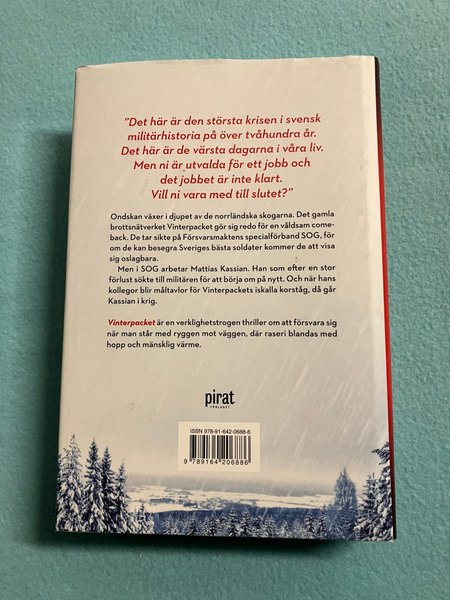 "Det här är den största krisen i svensk
militärhistoria på över tvåhundra år.
Det här är de värsta dagarna i våra liv.
Men ni är utvalda för ett jobb och
det jobbet är inte klart.
Vill ni vara med till slutet?"
Ondskan växer i djupet av de norrländska skogarna. Det gamla
brottsnätverket Vinterpacket gör sig redo för en våldsam come-
back. De tar sikte på Försvarsmaktens specialförband SOG, för
om de kan besegra Sveriges bästa soldater kommer de att visa
sig oslagbara.
Men i SOG arbetar Mattias Kassian. Han som efter en stor
förlust sökte till militären för att börja om på nytt. Och när hans
kollegor blir måltavlor för Vinterpackets iskalla korståg, då går
Kassian i krig.
Vinterpacket är en verklighetstrogen thriller om att försvara sig
när man står med ryggen mot väggen, där raseri blandas med
hopp och mänsklig värme.
pirat
FÖRLAGET
ISBN 978-91-642-0688-6
9 789164 206886